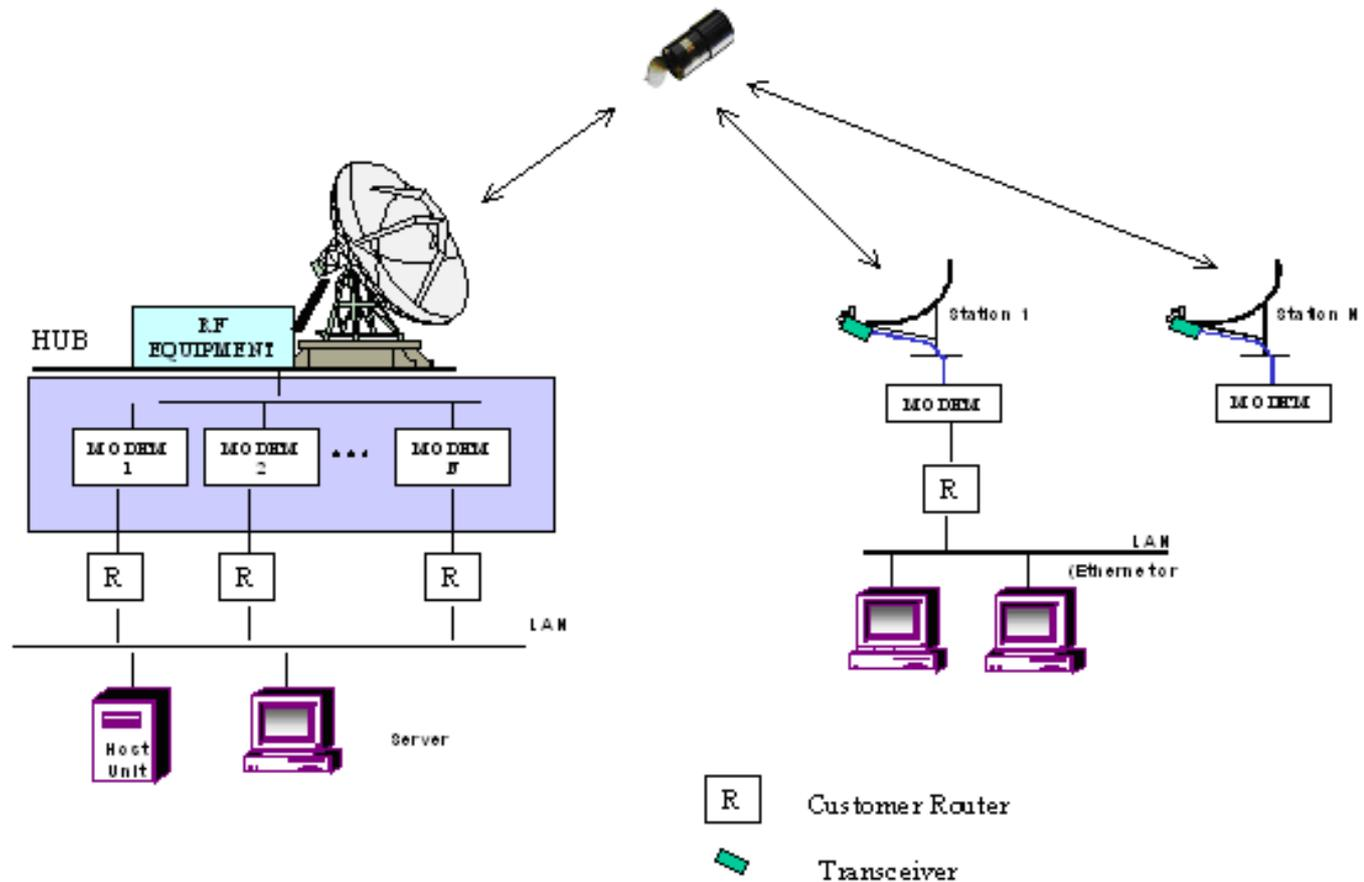 HUB
RF
EQUIPMENT
Station 1
Station N
MODEM
MODEM
MODEM
1
MODEM
2
...
MODEM
N
R
R
R
R
LAN
(Ethernet or
LAN
Host
Unit
Server
R
Customer Router
Transceiver